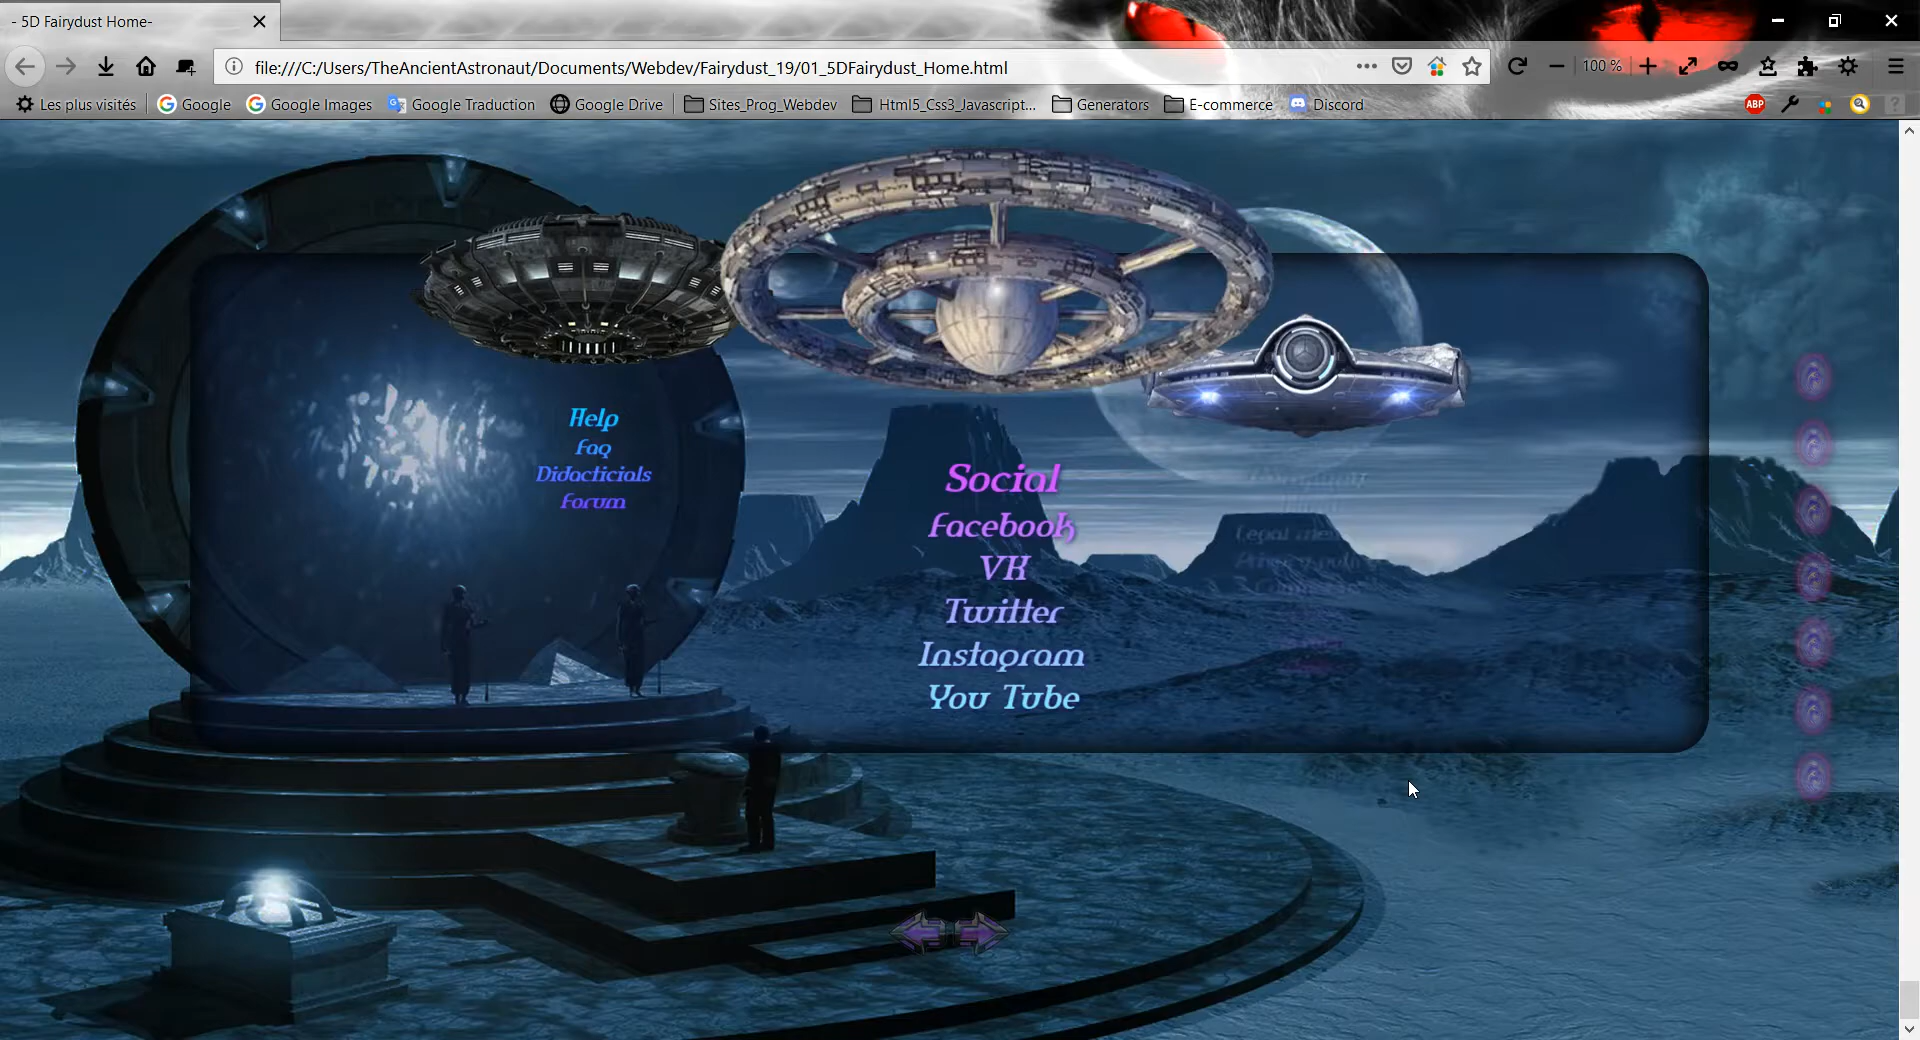 - 5D Fairydust Home-
file:///C:/Users/TheAncientAstronaut/Documents/Webdev/Fairydust_19/01_5DFairydust_Home.html
100 %
Les plus visités
Google
Google Images
Google Traduction
Google Drive
Sites_Prog_Webdev
Html5_Css3_Javascript...
Generators
E-commerce
Discord
ABP
Help
Faq
Didacticials
Forum
Social
Facebook
VK
Twitter
Instagram
You Tube